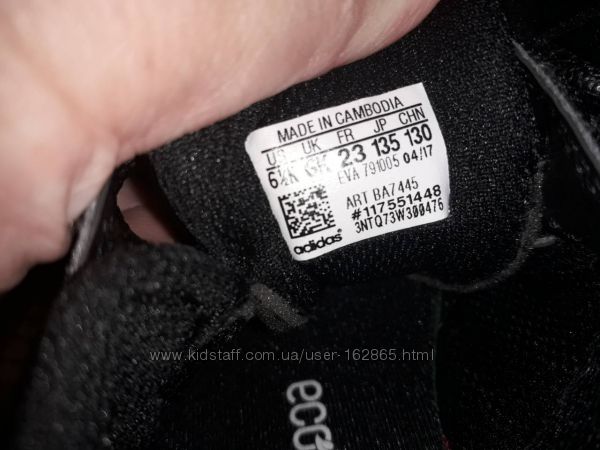 MADE IN CAMBODIA
US UK FR JP CHN
6½K 6K 23 135 130
EVA 791005 04/17
ART BA7445
#117551448
3NTQ73W300476
adidas®
www.kidstaff.com.ua/user-162865.html
eco